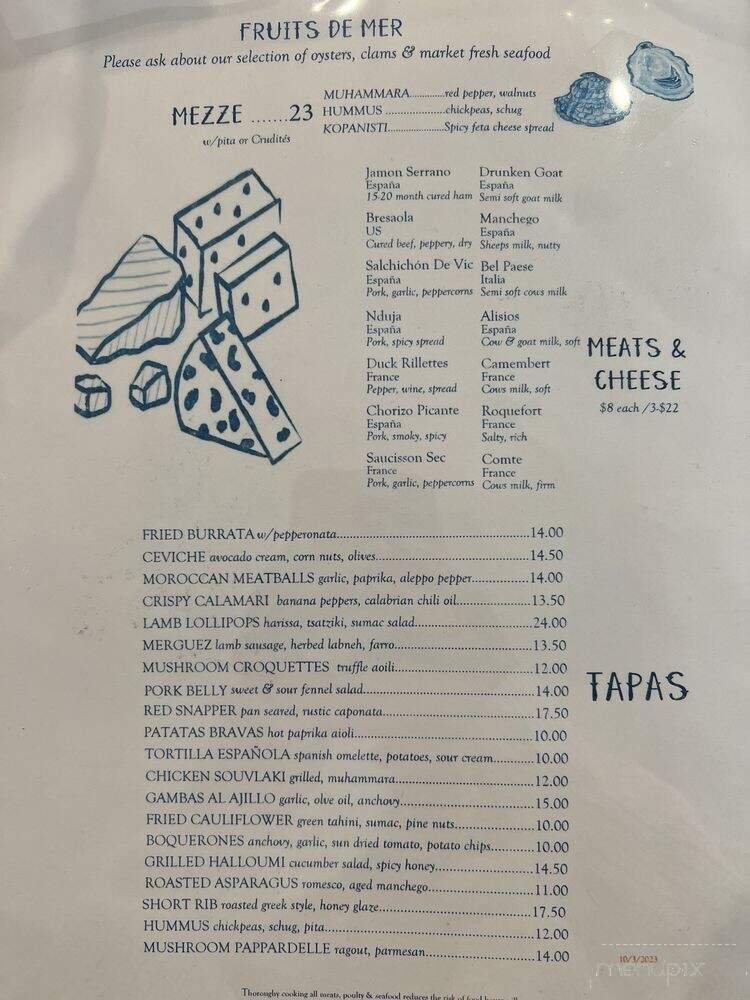 FRUITS DE MER
Please ask about our selection of oysters, clams & market fresh seafood
MEZZE .......23
w/pita or Crudités
MUHAMMARA............red pepper, walnuts
HUMMUS ....................chickpeas, schug
KOPANISTI.....................Spicy feta cheese spread
Jamon Serrano
España
15-20 month cured ham
Bresaola
US
Cured beef, peppery, dry
Salchichón De Vic
España
Pork, garlic, peppercorns
Nduja
España
Pork, spicy spread
Duck Rillettes
France
Pepper, wine, spread
Chorizo Picante
España
Pork, smoky, spicy
Saucisson Sec
France
Pork, garlic, peppercorns
Drunken Goat
España
Semi soft goat milk
Manchego
España
Sheeps milk, nutty
Bel Paese
Italia
Semi soft cows milk
Alisios
España
Cow & goat milk, soft
Camembert
France
Cows milk, soft
Roquefort
France
Salty, rich
Comte
France
Cows milk, firm
MEATS &
CHEESE
$8 each /3-$22
FRIED BURRATA w/pepperonata...............................................14.00
CEVICHE avocado cream, corn nuts, olives.....................................14.50
MOROCCAN MEATBALLS garlic, paprika, aleppo pepper..............14.00
CRISPY CALAMARI banana peppers, calabrian chili oil..................13.50
LAMB LOLLIPOPS harissa, tsatziki, sumac salad............................24.00
MERGUEZ lamb sausage, herbed labneh, farro.................................13.50
MUSHROOM CROQUETTES truffle aoili.................................12.00
PORK BELLY sweet & sour fennel salad.........................................14.00
RED SNAPPER pan seared, rustic caponata.....................................17.50
PATATAS BRAVAS hot paprika aioli...........................................10.00
TORTILLA ESPAÑOLA spanish omelette, potatoes, sour cream..........10.00
CHICKEN SOUVLAKI grilled, muhammara..................................12.00
GAMBAS AL AJILLO garlic, olve oil, anchovy.................................15.00
FRIED CAULIFLOWER green tahini, sumac, pine nuts...................10.00
BOQUERONES anchovy, garlic, sun dried tomato, potato chips...........10.00
GRILLED HALLOUMI cucumber salad, spicy honey.......................14.50
ROASTED ASPARAGUS romesco, aged manchego.........................11.00
SHORT RIB roasted greek style, honey glaze.....................................17.50
HUMMUS chickpeas, schug, pita...................................................12.00
MUSHROOM PAPPARDELLE ragout, parmesan...........................14.00
TAPAS
10/3/2023
menupix
Thoroughy cooking all meats, poulty & seafood reduces the risk of food